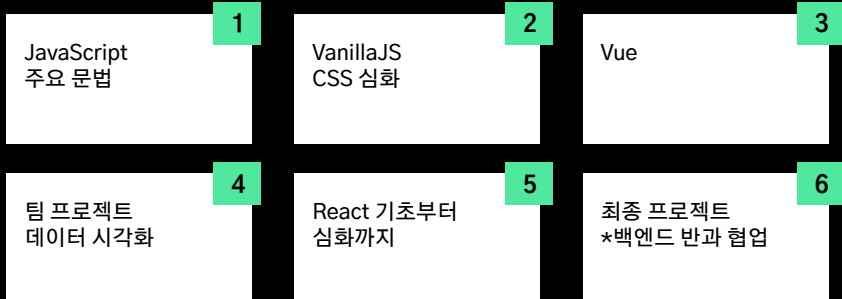 1
JavaScript
주요 문법
2
VanillaJS
CSS 심화
3
Vue
4
팀 프로젝트
데이터 시각화
5
React 기초부터
심화까지
6
최종 프로젝트
*백엔드 반과 협업